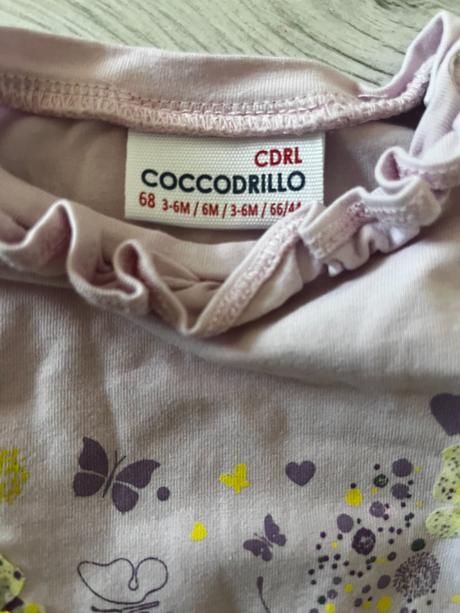 CDRL
COCCODRILLO
68 3-6M / 6M / 3-6M / 66/44